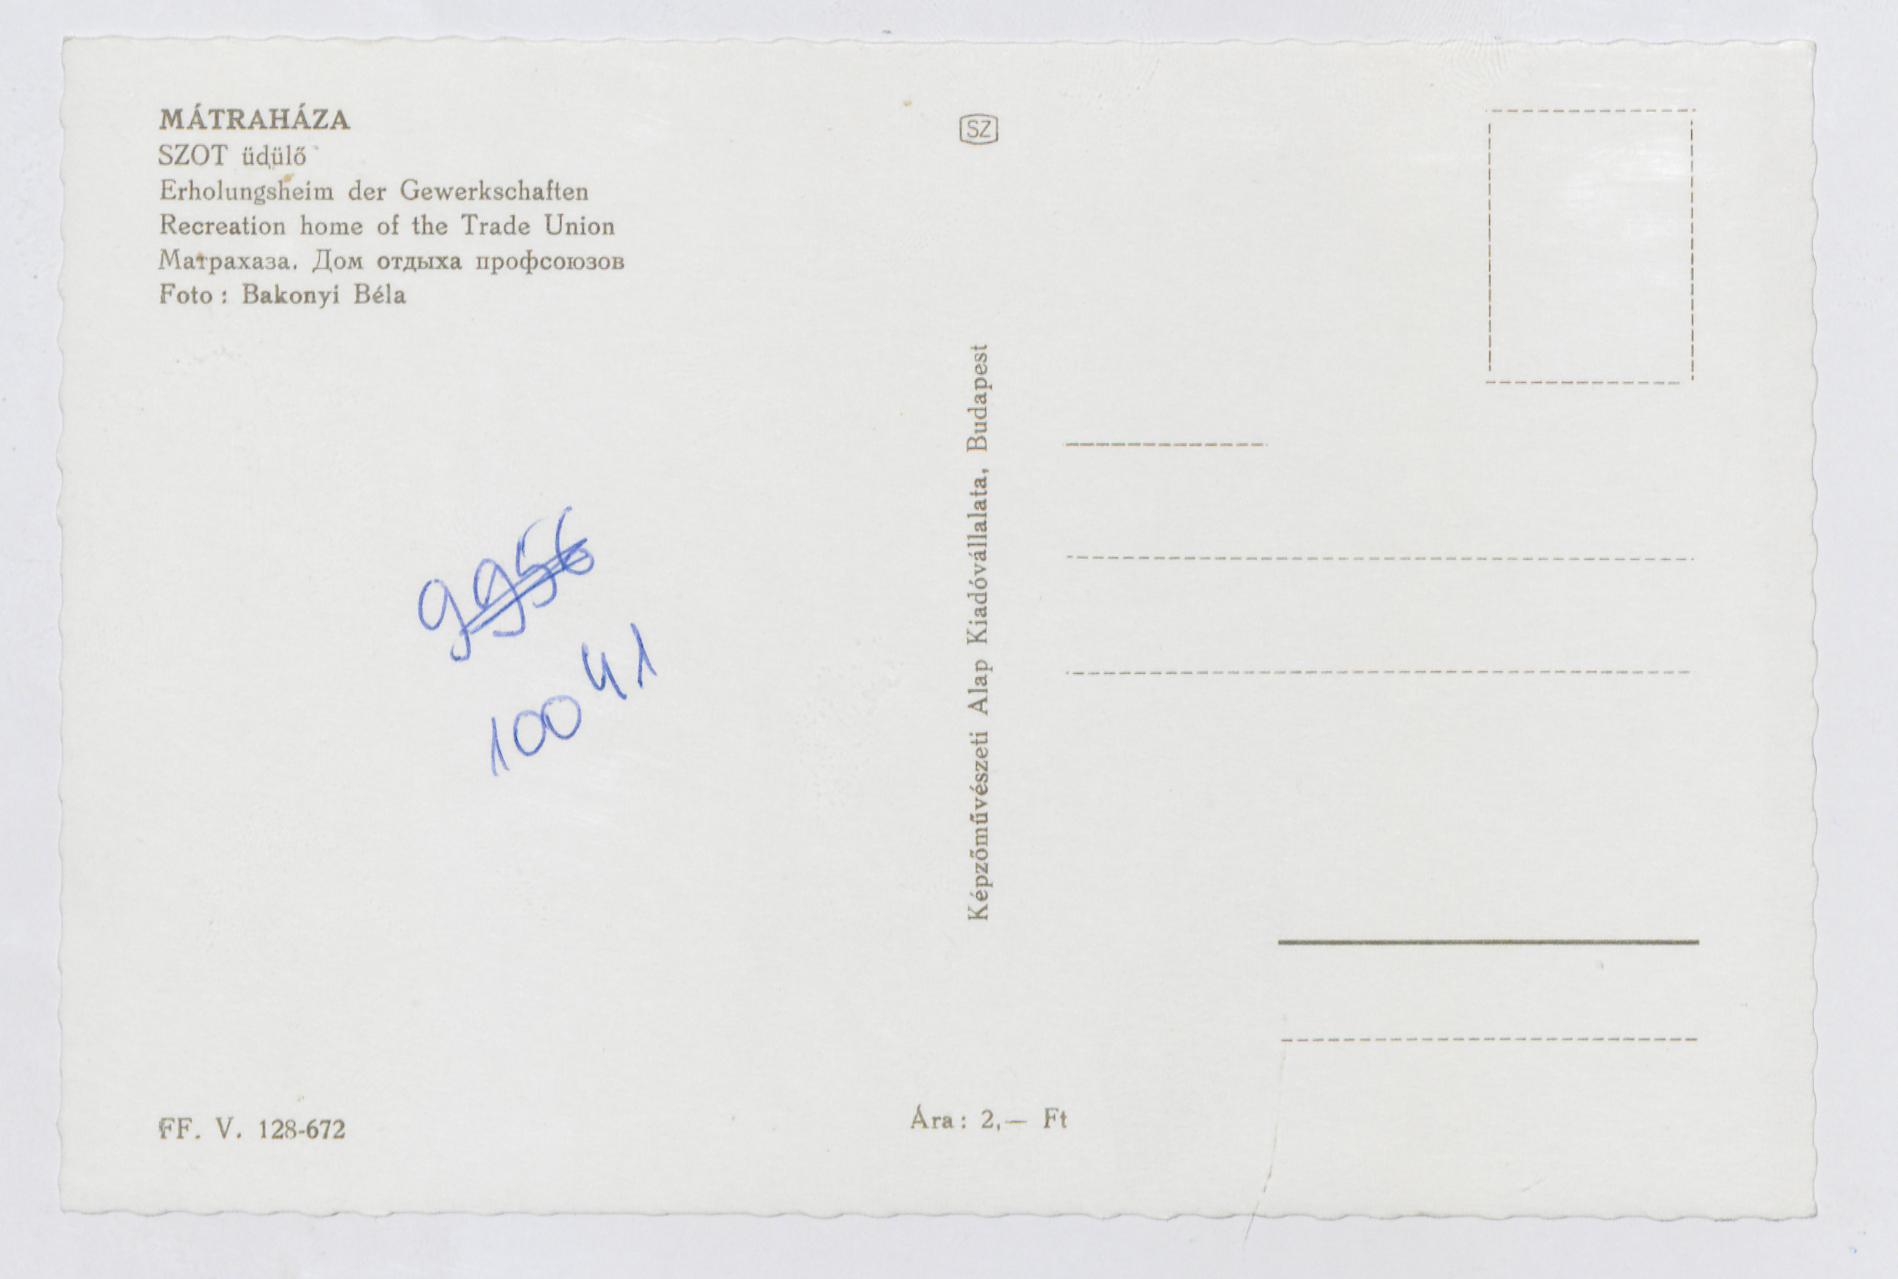 MÁTRAHÁZA
SZOT üdülő
Erholungsheim der Gewerkschaften
Recreation home of the Trade Union
Матрахаза. Дом отдыха профсоюзов
Foto : Bakonyi Béla
9956
10041
FF. V. 128-672
SZ
Képzőművészeti Alap Kiadóvállalata, Budapest
Ára : 2,— Ft